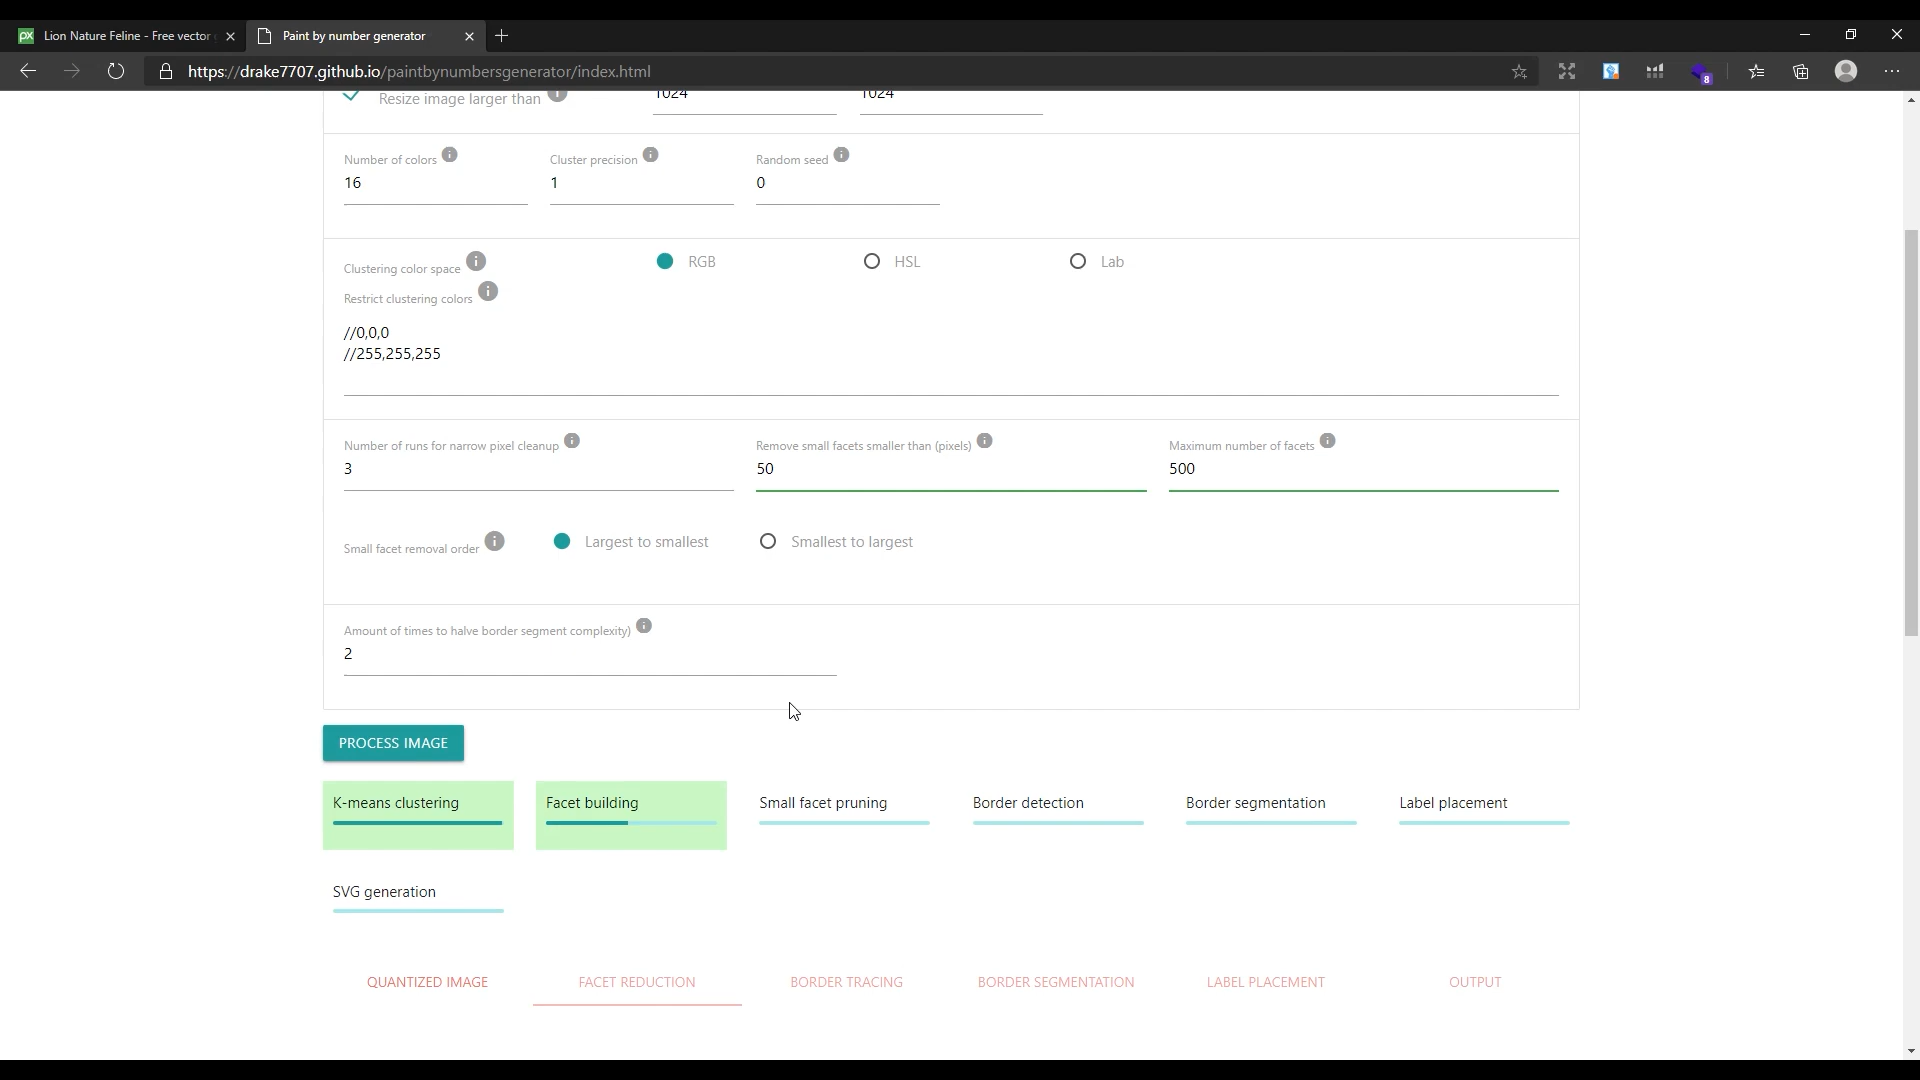 Lion Nature Feline - Free vector
Paint by number generator
https://drake7707.github.io/paintbynumbersgenerator/index.html
8
Resize image larger than
1024
1024
Number of colors
Cluster precision
Random seed
16
1
0
Clustering color space
RGB
HSL
Lab
Restrict clustering colors
//0,0,0
//255,255,255
Number of runs for narrow pixel cleanup
Remove small facets smaller than (pixels)
Maximum number of facets
3
50
500
Small facet removal order
Largest to smallest
Smallest to largest
Amount of times to halve border segment complexity)
2
PROCESS IMAGE
K-means clustering
Facet building
Small facet pruning
Border detection
Border segmentation
Label placement
SVG generation
QUANTIZED IMAGE
FACET REDUCTION
BORDER TRACING
BORDER SEGMENTATION
LABEL PLACEMENT
OUTPUT